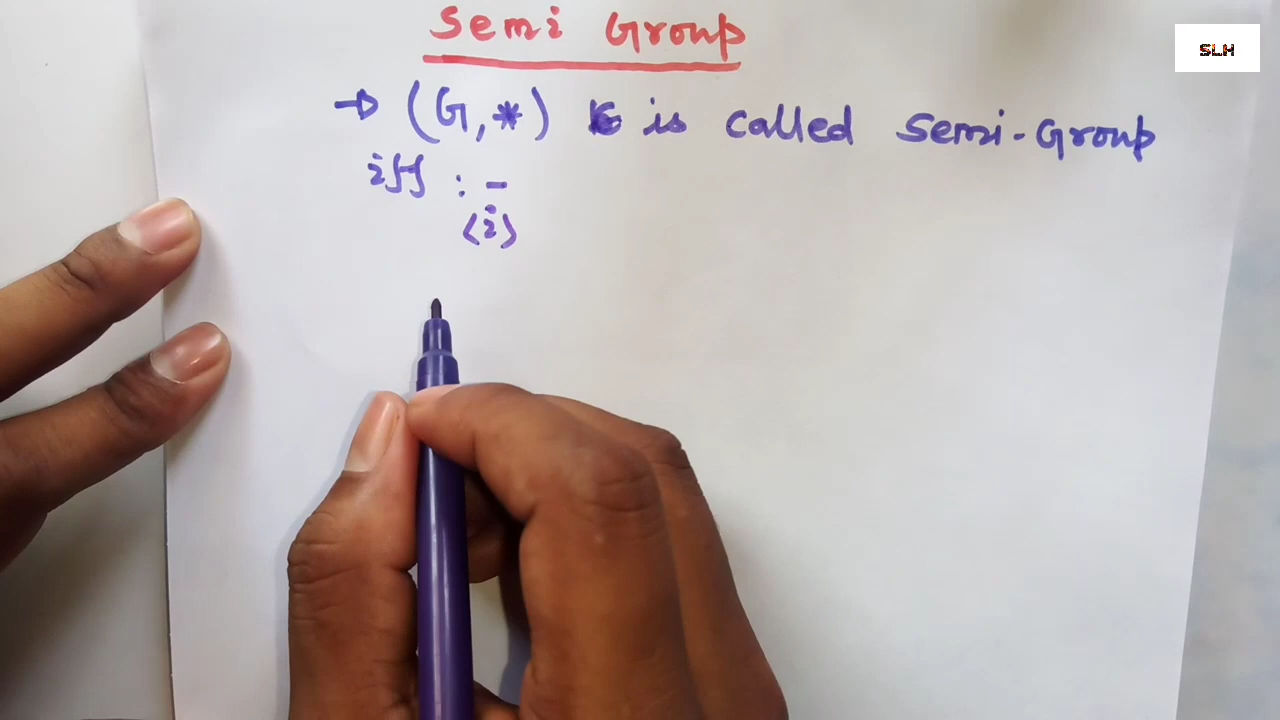 Semi Group
SLH
→ (G, *) is called Semi-Group
iff :-
(i)